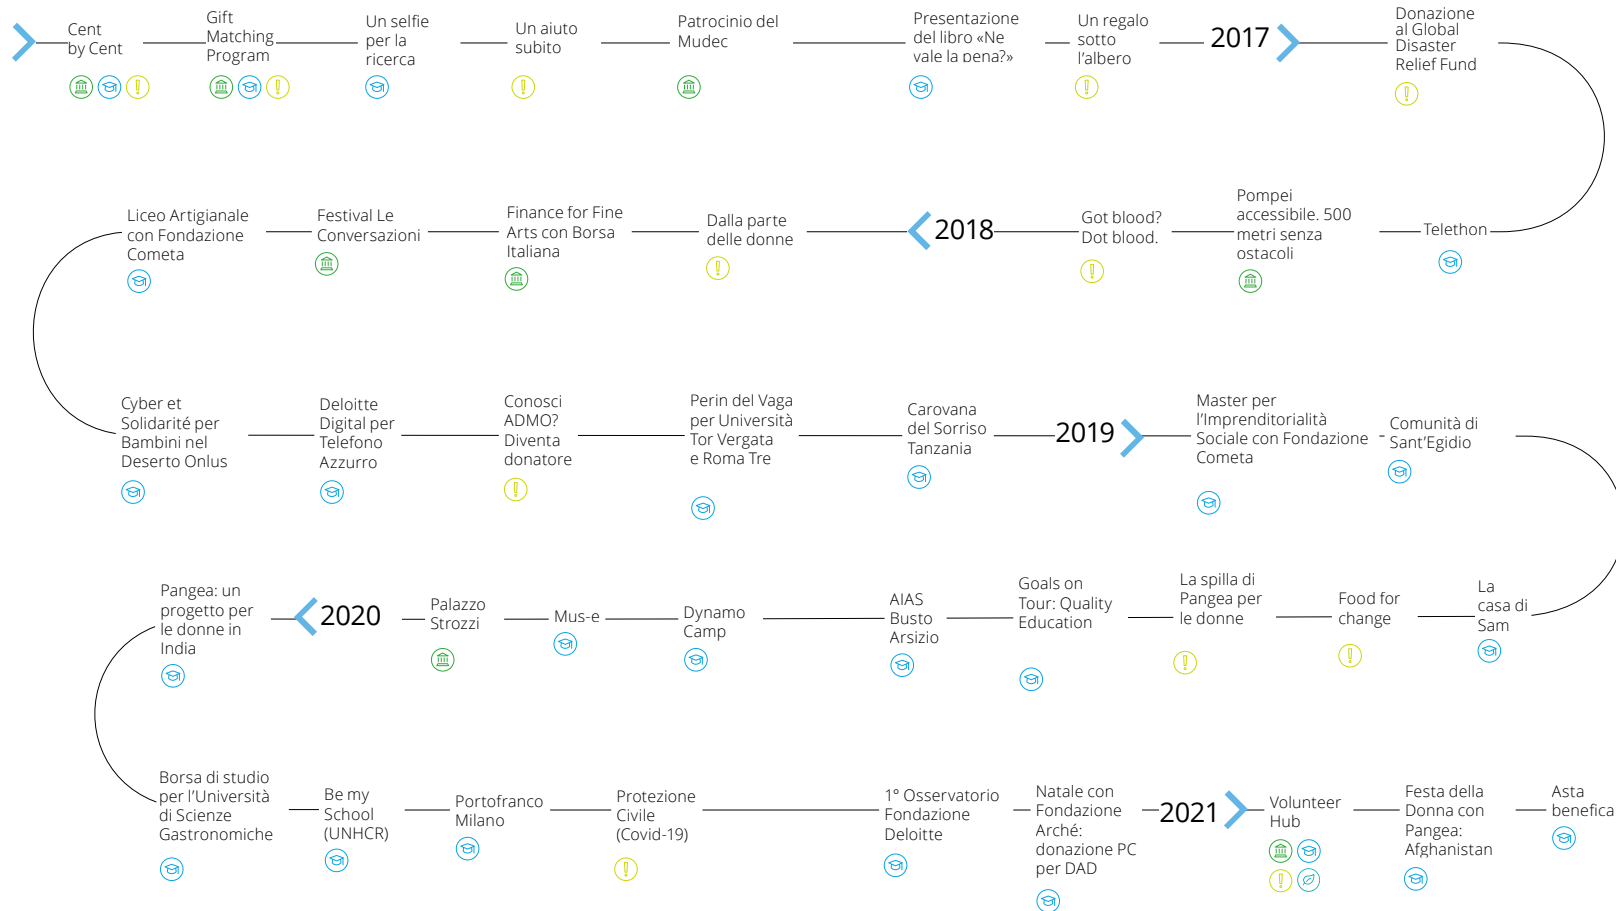 Cent
by Cent
Gift
Matching
Program
Un selfie
per la
ricerca
Un aiuto
subito
Patrocinio del
Mudec
Presentazione
del libro «Ne
vale la pena?»
Un regalo
sotto
l'albero
2017
Donazione
al Global
Disaster
Relief Fund
Telethon
Pompei
accessibile. 500
metri senza
ostacoli
Got blood?
Dot blood.
2018
Dalla parte
delle donne
Finance for Fine
Arts con Borsa
Italiana
Festival Le
Conversazioni
Liceo Artigianale
con Fondazione
Cometa
Cyber et
Solidarité per
Bambini nel
Deserto Onlus
Deloitte
Digital per
Telefono
Azzurro
Conosci
ADMO?
Diventa
donatore
Perin del Vaga
per Università
Tor Vergata
e Roma Tre
Carovana
del Sorriso
Tanzania
2019
Master per
l'Imprenditorialità
Sociale con Fondazione
Cometa
Comunità di
Sant'Egidio
La
casa di
Sam
Food for
change
La spilla di
Pangea per
le donne
Goals on
Tour: Quality
Education
AIAS
Busto
Arsizio
Dynamo
Camp
Mus-e
Palazzo
Strozzi
2020
Pangea: un
progetto per
le donne in
India
Borsa di studio
per l'Università
di Scienze
Gastronomiche
Be my
School
(UNHCR)
Portofranco
Milano
Protezione
Civile
(Covid-19)
1° Osservatorio
Fondazione
Deloitte
Natale con
Fondazione
Arché:
donazione PC
per DAD
2021
Volunteer
Hub
Festa della
Donna con
Pangea:
Afghanistan
Asta
benefica